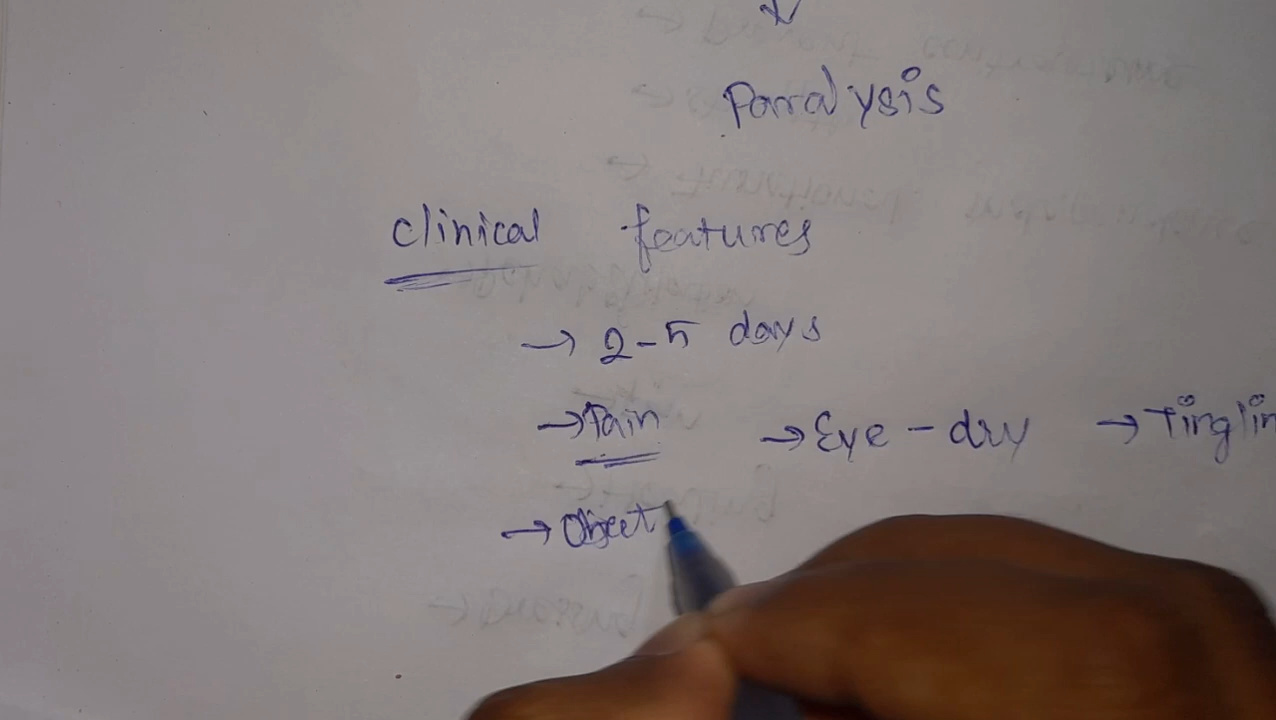 Paralysis
clinical features
→ 2-5 days
→ Pain → Eye - dry → Tinglin
→ Object